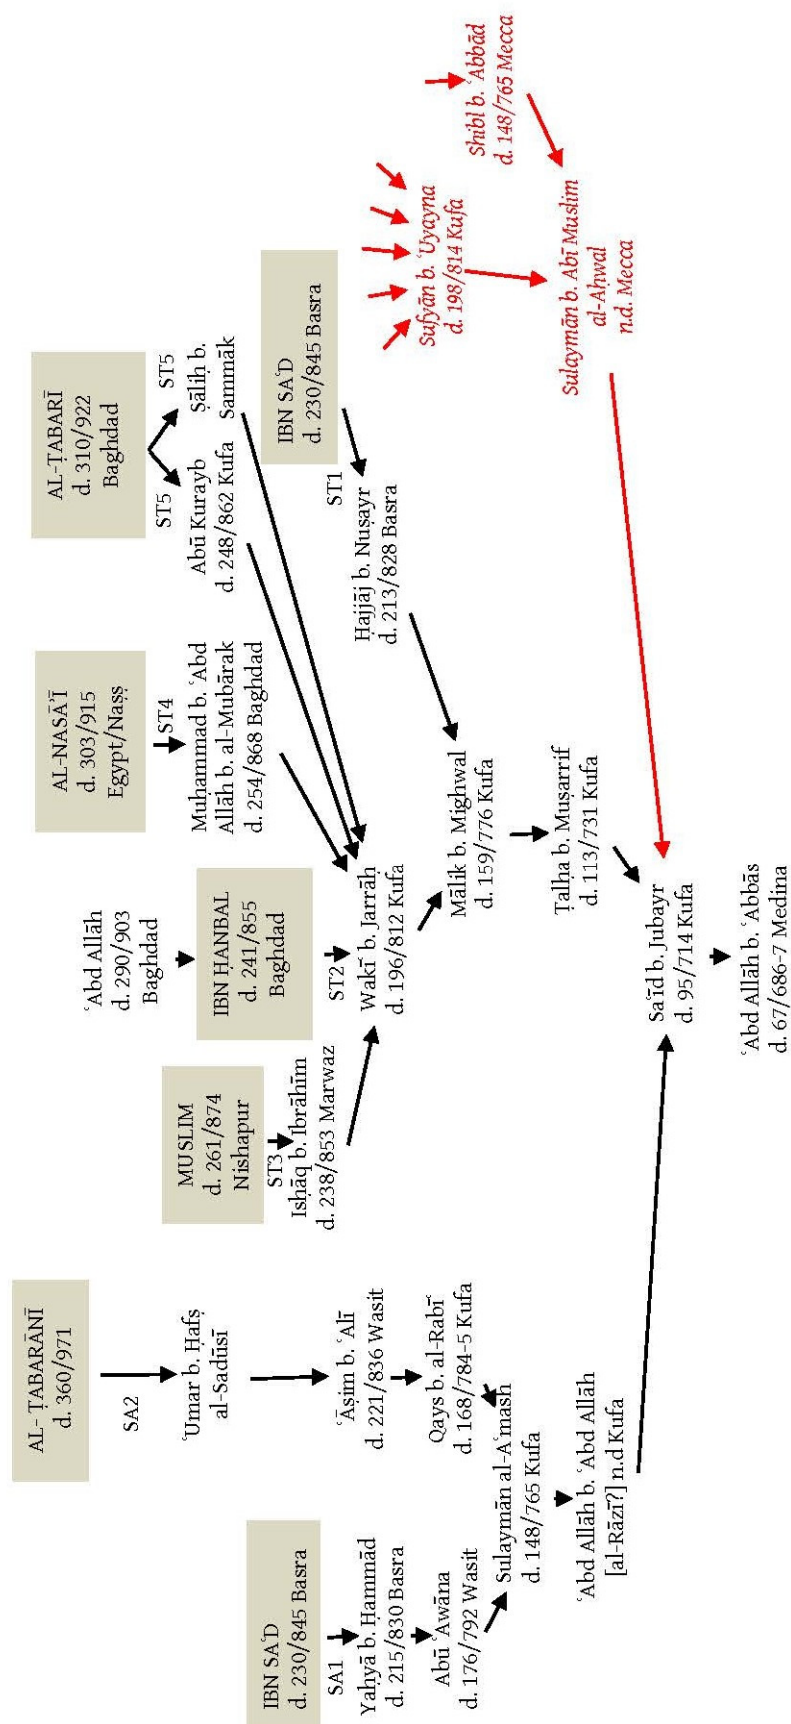 AL-ṬABARĀNĪ
d. 360/971
SA2
ʿUmar b. Ḥafṣ
al-Sadūsī
ʿĀṣim b. ʿAlī
d. 221/836 Wasit
Qays b. al-Rabīʿ
d. 168/784-5 Kufa
IBN SAʿD
d. 230/845 Basra
SA1
Yaḥyā b. Ḥammād
d. 215/830 Basra
Abū ʿAwāna
d. 176/792 Wasit
Sulaymān al-Aʿmash
d. 148/765 Kufa
ʿAbd Allāh b. ʿAbd Allāh
[al-Rāzī?] n.d Kufa
MUSLIM
d. 261/874
Nishapur
ST3
Isḥāq b. Ibrāhīm
d. 238/853 Marwaz
ʿAbd Allāh
d. 290/903
Baghdad
IBN ḤANBAL
d. 241/855
Baghdad
ST2
Wakīʿ b. Jarrāḥ
d. 196/812 Kufa
AL-NASĀʾĪ
d. 303/915
Egypt/Naṣṣ
ST4
Muḥammad b. ʿAbd
Allāh b. al-Mubārak
d. 254/868 Baghdad
AL-ṬABARĪ
d. 310/922
Baghdad
ST5
Abū Kurayb
d. 248/862 Kufa
ST5
Ṣāliḥ b.
Sammāk
IBN SAʿD
d. 230/845 Basra
ST1
Ḥajjāj b. Nuṣayr
d. 213/828 Basra
Mālik b. Mighwal
d. 159/776 Kufa
Ṭalha b. Muṣarrif
d. 113/731 Kufa
Sufyān b. ʿUyayna
d. 198/814 Kufa
Shibl b. ʿAbbād
d. 148/765 Mecca
Sulaymān b. Abī Muslim
al-Aḥwal
n.d. Mecca
Saʿīd b. Jubayr
d. 95/714 Kufa
ʿAbd Allāh b. ʿAbbās
d. 67/686-7 Medina